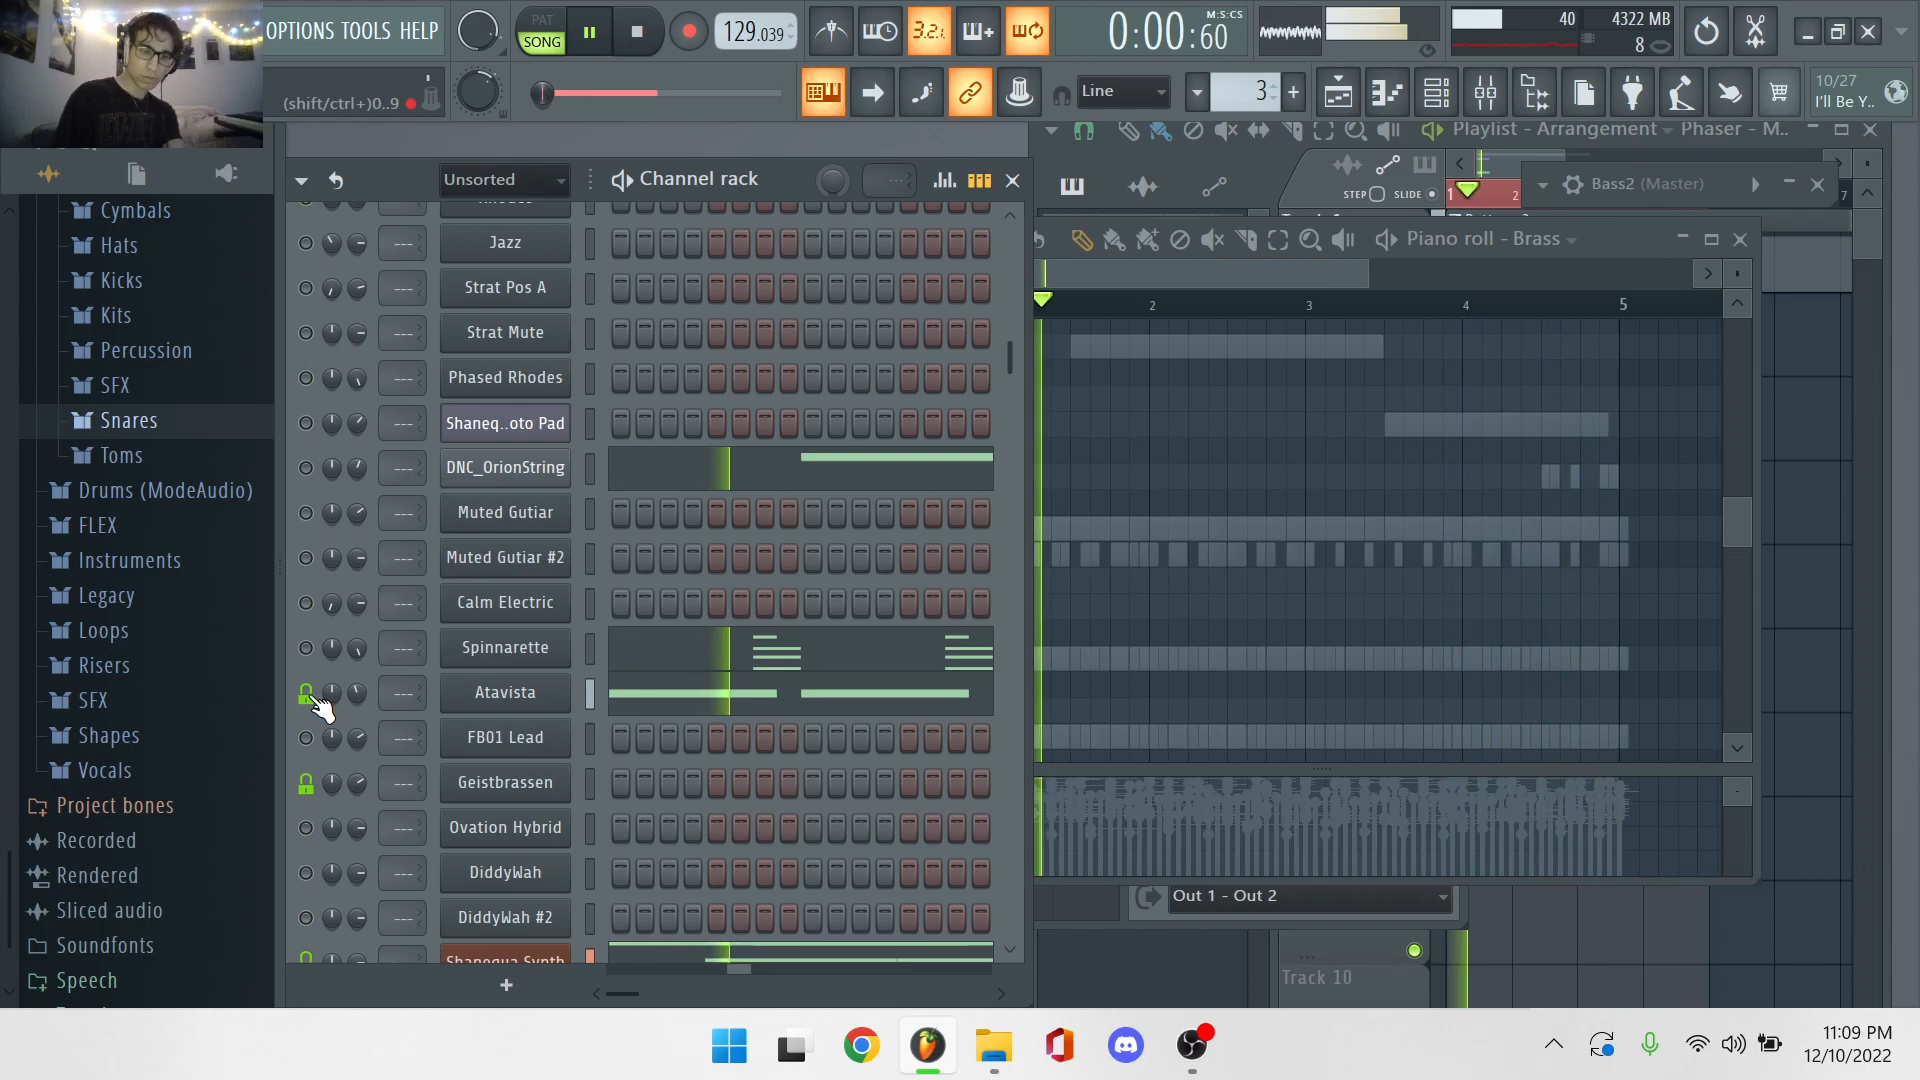 OPTIONS TOOLS HELP
PAT
SONG
129.039
3.2.
0:00:60
M:S:CS
40
4322 MB
8
(shift/ctrl+)0..9
Line
3
10/27
I'll Be Y..
Playlist - Arrangement
Phaser - M..
STEP
SLIDE
1
2
7
Bass2 (Master)
Unsorted
Channel rack
Piano roll - Brass
2
3
4
5
Cymbals
Hats
Kicks
Kits
Percussion
SFX
Snares
Toms
Drums (ModeAudio)
FLEX
Instruments
Legacy
Loops
Risers
SFX
Shapes
Vocals
Project bones
Recorded
Rendered
Sliced audio
Soundfonts
Speech
Jazz
Strat Pos A
Strat Mute
Phased Rhodes
Shaneq..oto Pad
DNC_OrionString
Muted Gutiar
Muted Gutiar #2
Calm Electric
Spinnarette
Atavista
FB01 Lead
Geistbrassen
Ovation Hybrid
DiddyWah
DiddyWah #2
Shanequa Synth
Out 1 - Out 2
Track 10
11:09 PM
12/10/2022